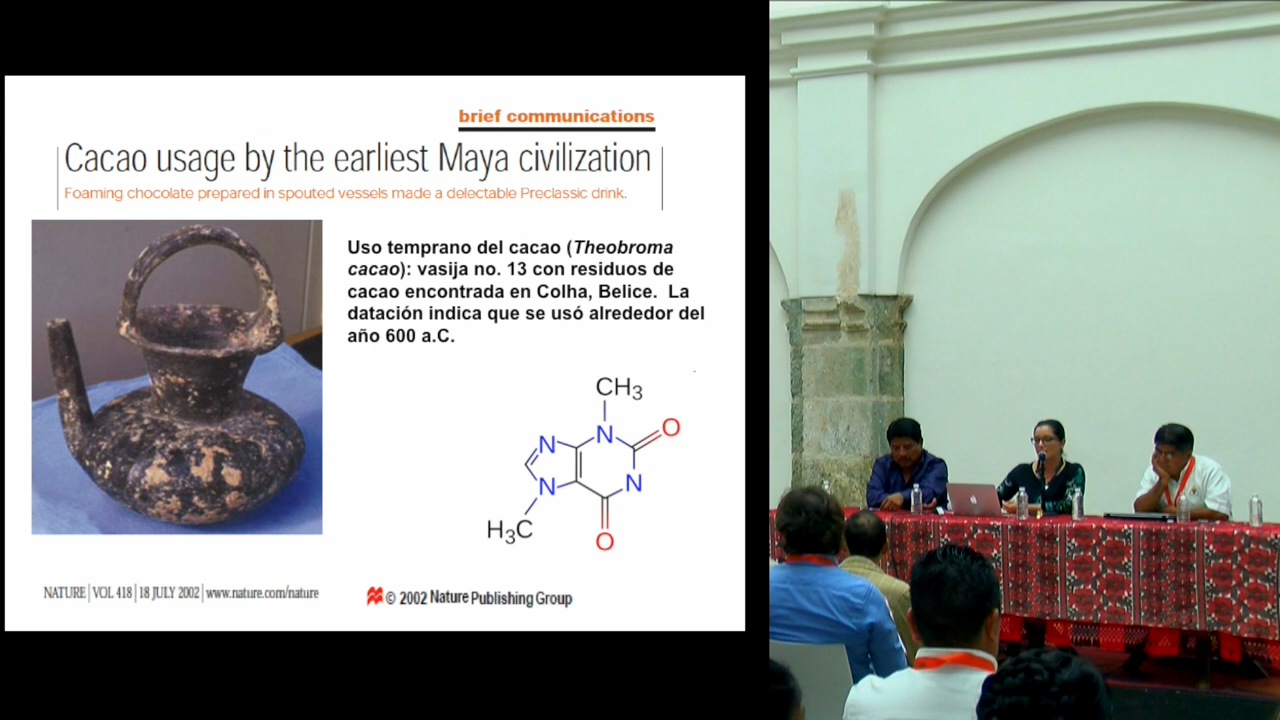 brief communications
Cacao usage by the earliest Maya civilization
Foaming chocolate prepared in spouted vessels made a delectable Preclassic drink.
Uso temprano del cacao (Theobroma
cacao): vasija no. 13 con residuos de
cacao encontrada en Colha, Belice. La
datación indica que se usó alrededor del
año 600 a.C.
CH3
O
N
N
N
N
H3C
O
NATURE | VOL 418 | 18 JULY 2002 | www.nature.com/nature
© 2002 Nature Publishing Group